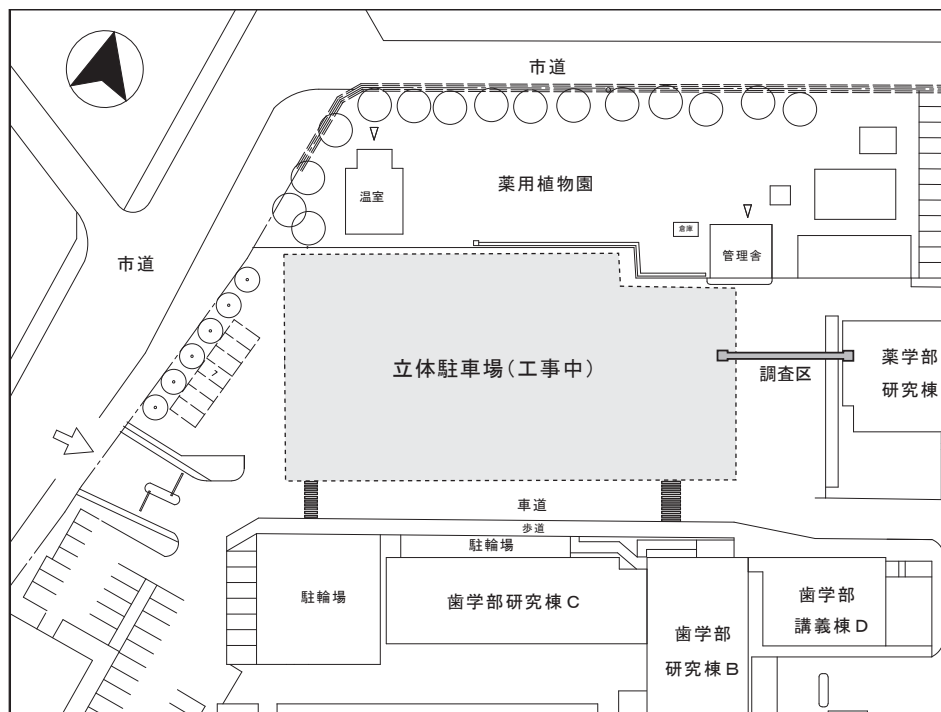 市道
薬用植物園
温室
倉庫
管理舎
市道
立体駐車場(工事中)
調査区
薬学部
研究棟
車道
歩道
駐輪場
駐輪場
歯学部研究棟C
歯学部
研究棟B
歯学部
講義棟D